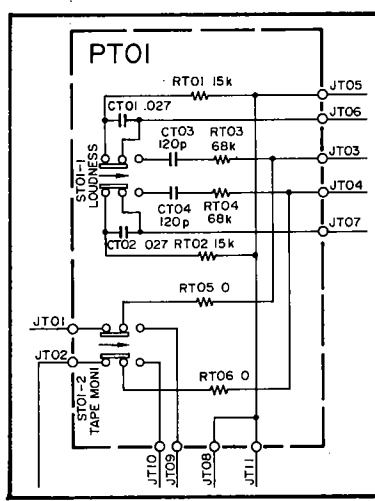 PT01
RT01 15k
JT05
CT01 .027
JT06
CT03
120p
RT03
68k
JT03
ST01-1
LOUDNESS
JT04
CT04
120p
RT04
68k
JT07
CT02 .027
RT02 15k
RT05 0
JT01
JT02
ST01-2
TAPE MONI
RT06 0
JT10
JT09
JT08
JT11